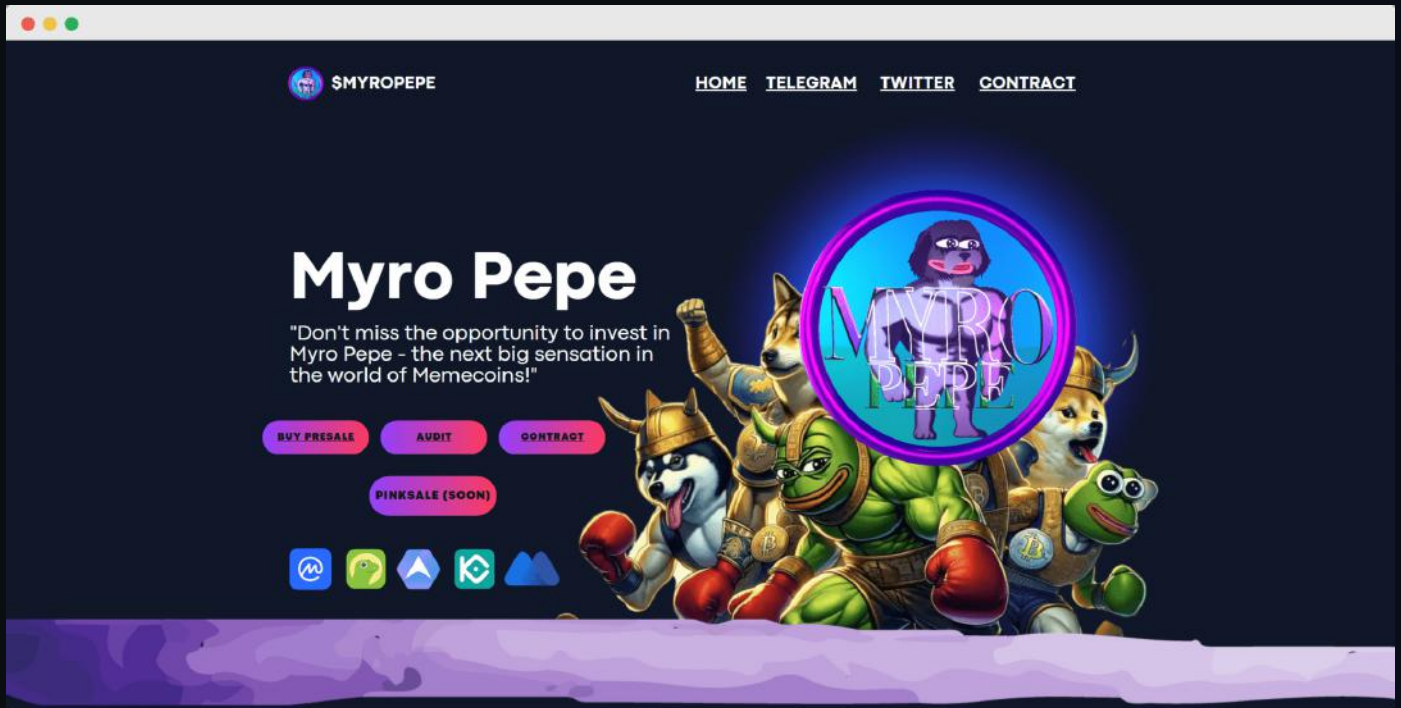 $MYROPEPE
HOME TELEGRAM TWITTER CONTRACT
Myro Pepe
"Don't miss the opportunity to invest in
Myro Pepe - the next big sensation in
the world of Memecoins!"
BUY PRESALE AUDIT CONTRACT
PINKSALE (SOON)
MYRO
PEPE